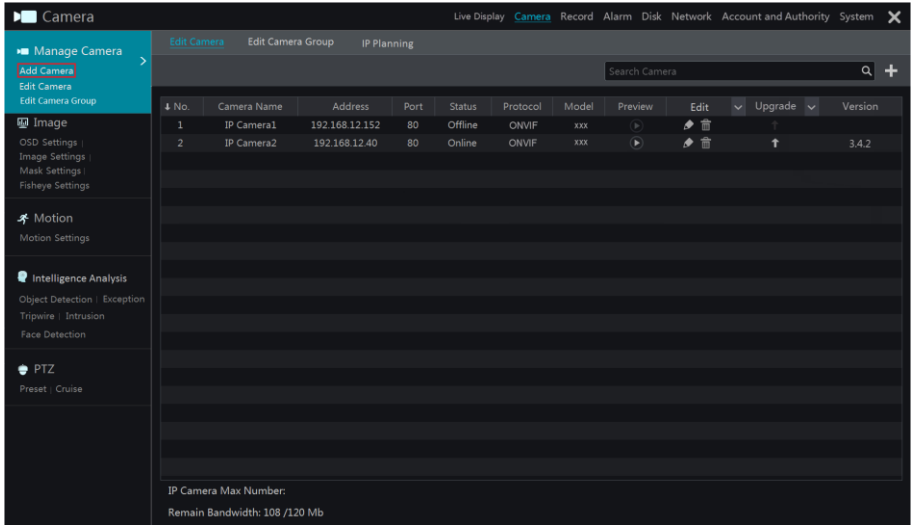 Camera
Live Display Camera Record Alarm Disk Network Account and Authority System
Manage Camera
Add Camera
Edit Camera
Edit Camera Group
Image
OSD Settings |
Image Settings |
Mask Settings |
Fisheye Settings
Motion
Motion Settings
Intelligence Analysis
Object Detection | Exception
Tripwire | Intrusion
Face Detection
PTZ
Preset | Cruise
Edit Camera Edit Camera Group IP Planning
Search Camera
No. Camera Name Address Port Status Protocol Model Preview Edit Upgrade Version
1 IP Camera1 192.168.12.152 80 Offline ONVIF xxx
2 IP Camera2 192.168.12.40 80 Online ONVIF xxx 3.4.2
IP Camera Max Number:
Remain Bandwidth: 108 /120 Mb